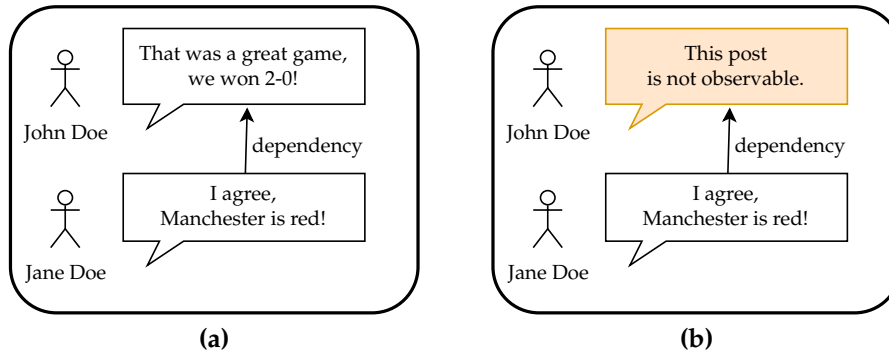 That was a great game,
we won 2-0!
John Doe
dependency
I agree,
Manchester is red!
Jane Doe
(a)
This post
is not observable.
John Doe
dependency
I agree,
Manchester is red!
Jane Doe
(b)